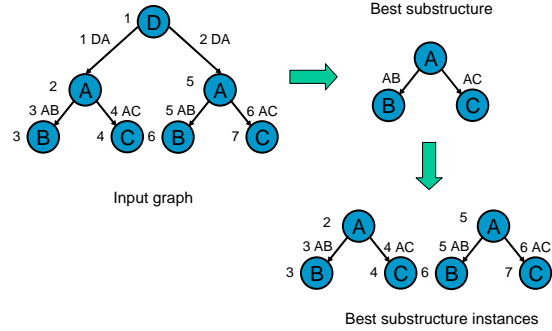 Best substructure
1 D
1 DA 2 DA
2 A 5 A
A
AB AC
B C
3 AB 4 AC 5 AB 6 AC
3 B 4 C 6 B 7 C
Input graph
2 A 5 A
3 AB 4 AC 5 AB 6 AC
3 B 4 C 6 B 7 C
Best substructure instances